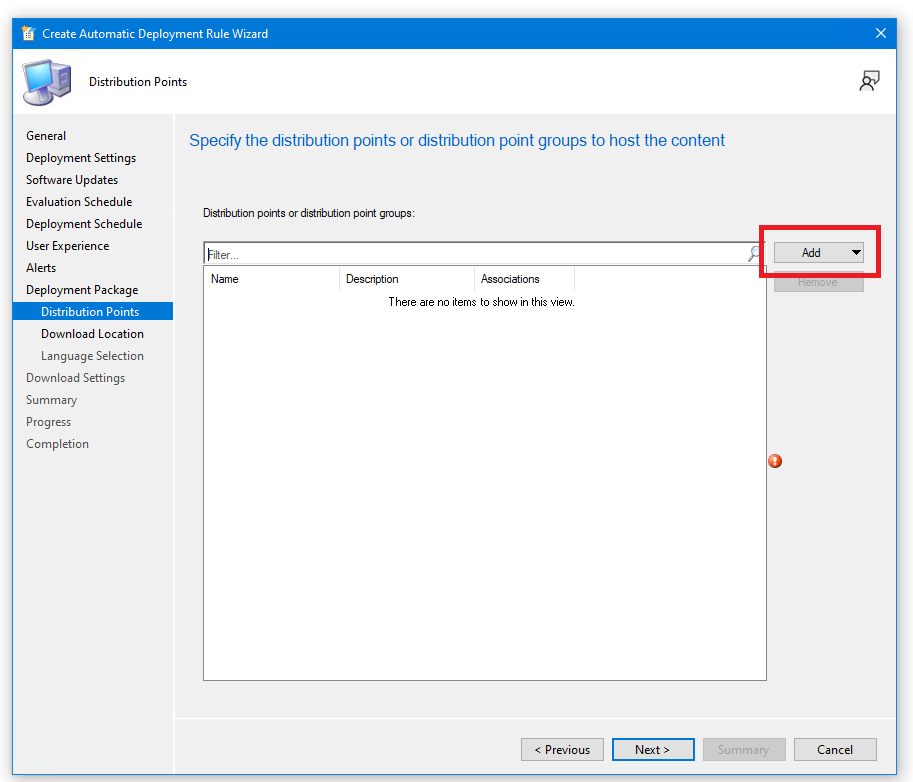 Create Automatic Deployment Rule Wizard
Distribution Points
General
Deployment Settings
Software Updates
Evaluation Schedule
Deployment Schedule
User Experience
Alerts
Deployment Package
Distribution Points
Download Location
Language Selection
Download Settings
Summary
Progress
Completion
Specify the distribution points or distribution point groups to host the content
Distribution points or distribution point groups:
Filter...
Add
Remove
Name Description Associations
There are no items to show in this view.
< Previous Next > Summary Cancel